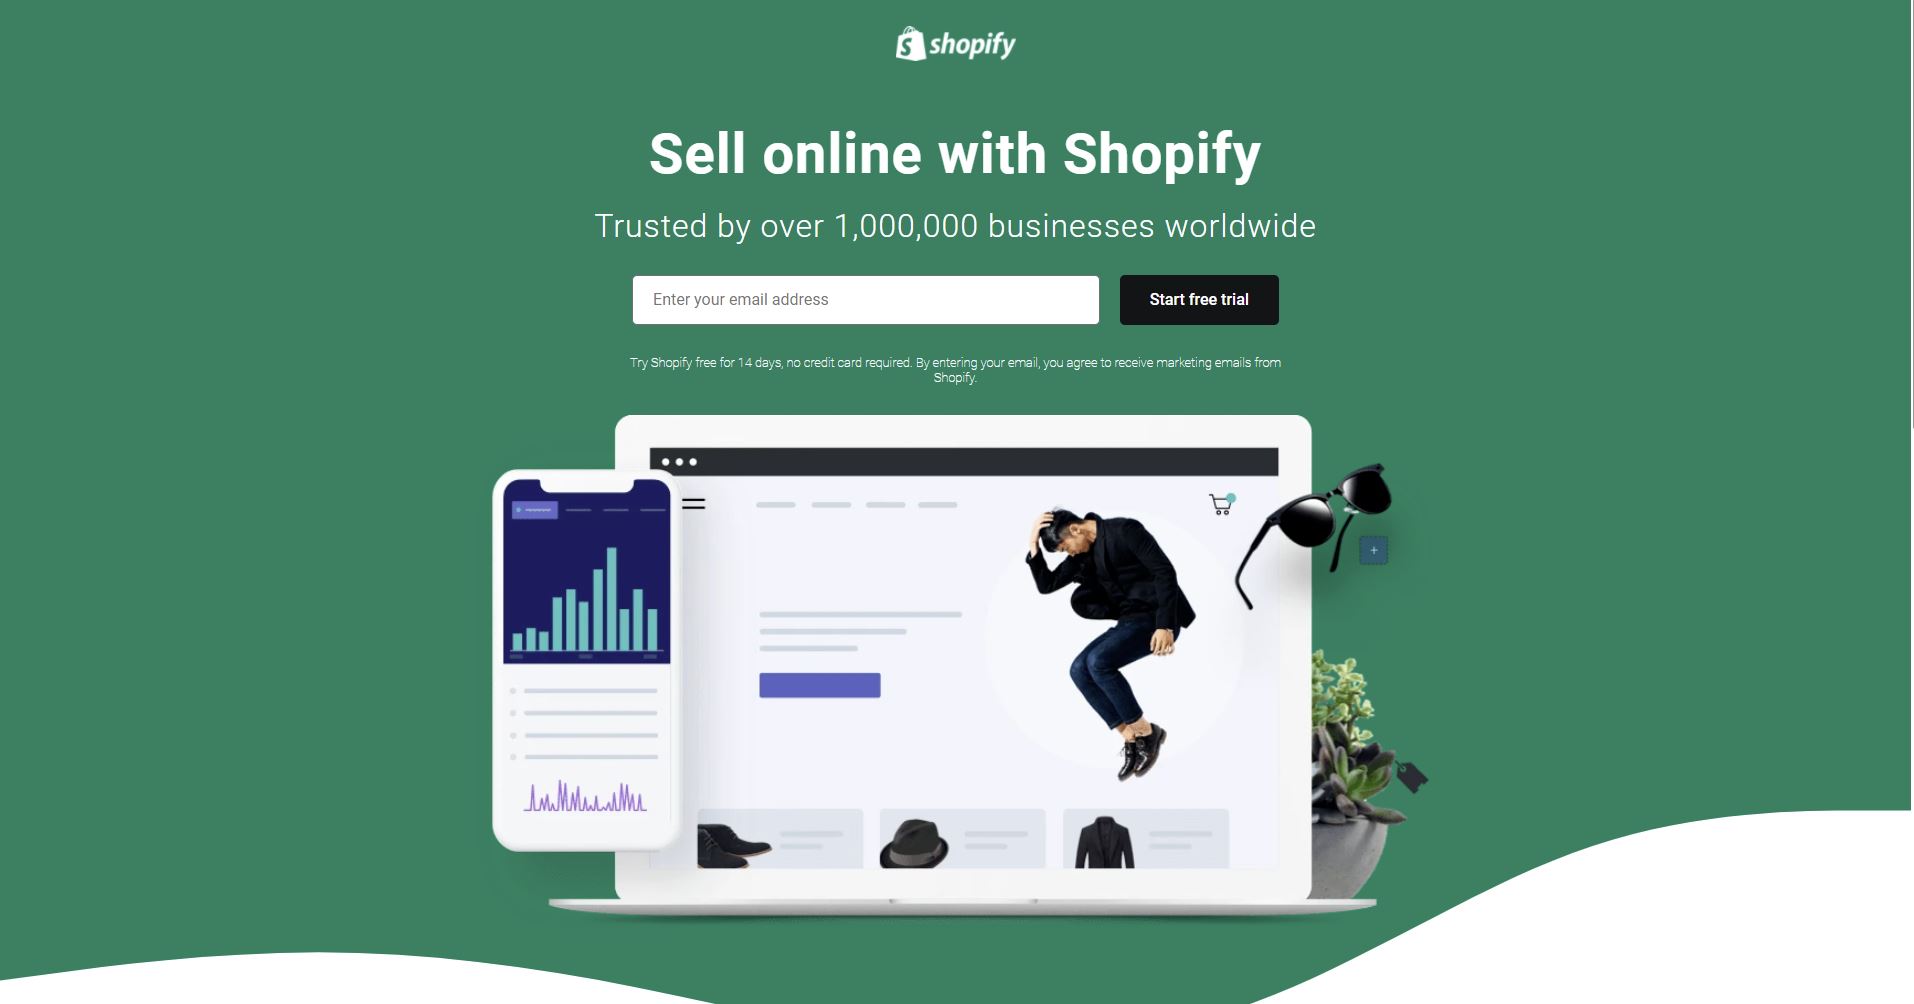 shopify
Sell online with Shopify
Trusted by over 1,000,000 businesses worldwide
Enter your email address
Start free trial
Try Shopify free for 14 days, no credit card required. By entering your email, you agree to receive marketing emails from
Shopify.